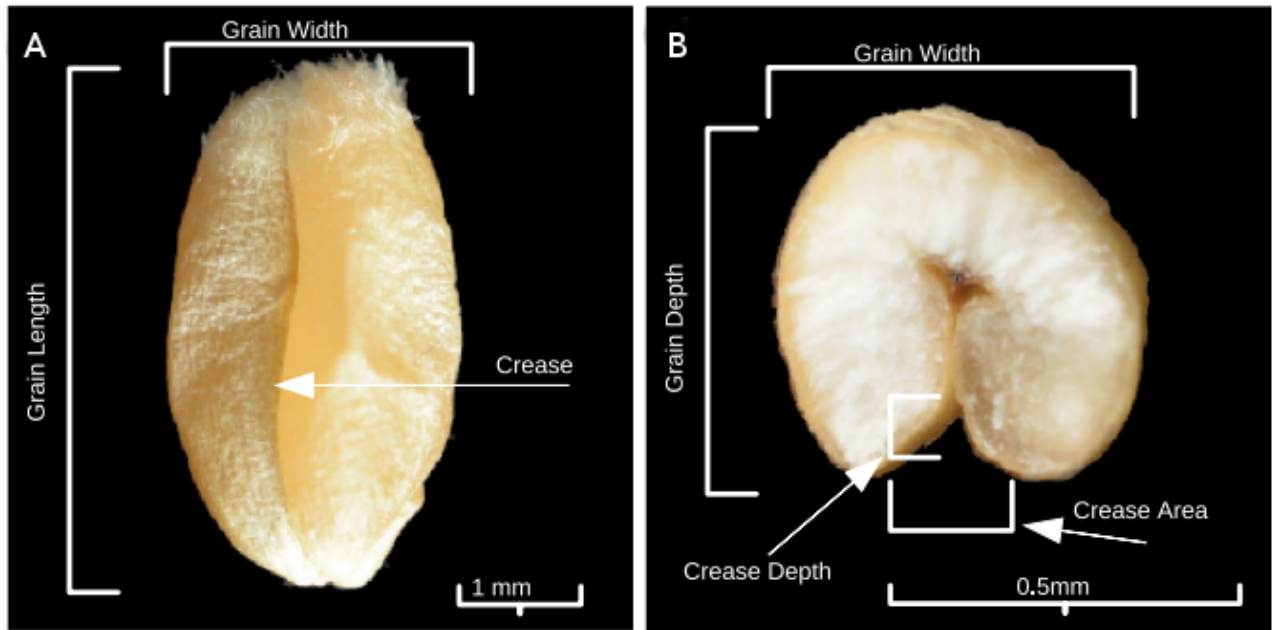 A
Grain Width
Grain Length
Crease
1 mm
B
Grain Width
Grain Depth
Crease Depth
Crease Area
0.5mm